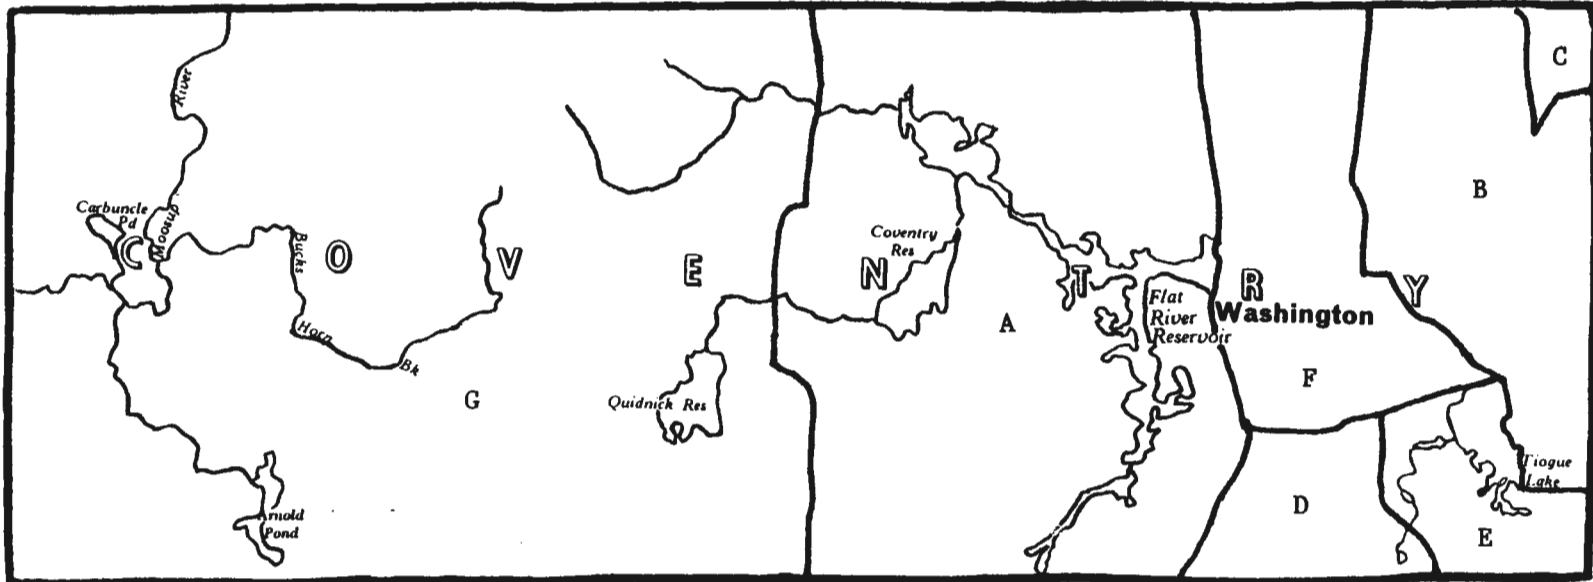 C
River
B
Carbuncle
Pd
Moosup
C O V E N T R Y
Bucks
Horn
Bk
Coventry
Res
Flat
River
Reservoir
Washington
A
F
G
Quidnick Res
Tiogue
Lake
D
E
Arnold
Pond